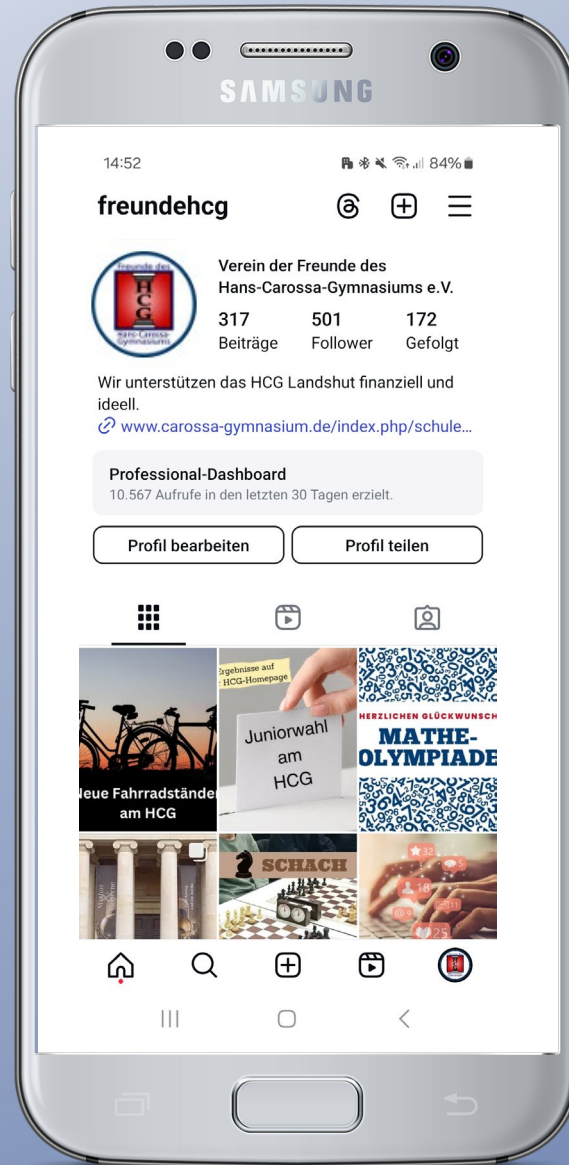 SAMSUNG
14:52
84%
freundehcg
Freunde des
HCG
Hans-Carossa-
Gymnasiums
Verein der Freunde des
Hans-Carossa-Gymnasiums e.V.
317 501 172
Beiträge Follower Gefolgt
Wir unterstützen das HCG Landshut finanziell und
ideell.
www.carossa-gymnasium.de/index.php/schule…
Professional-Dashboard
10.567 Aufrufe in den letzten 30 Tagen erzielt.
Profil bearbeiten Profil teilen
Ergebnisse auf
HCG-Homepage
Juniorwahl
am
HCG
HERZLICHEN GLÜCKWUNSCH
MATHE-
OLYMPIADE
Neue Fahrradständer
am HCG
SCHACH
32
5
18
11
9
25